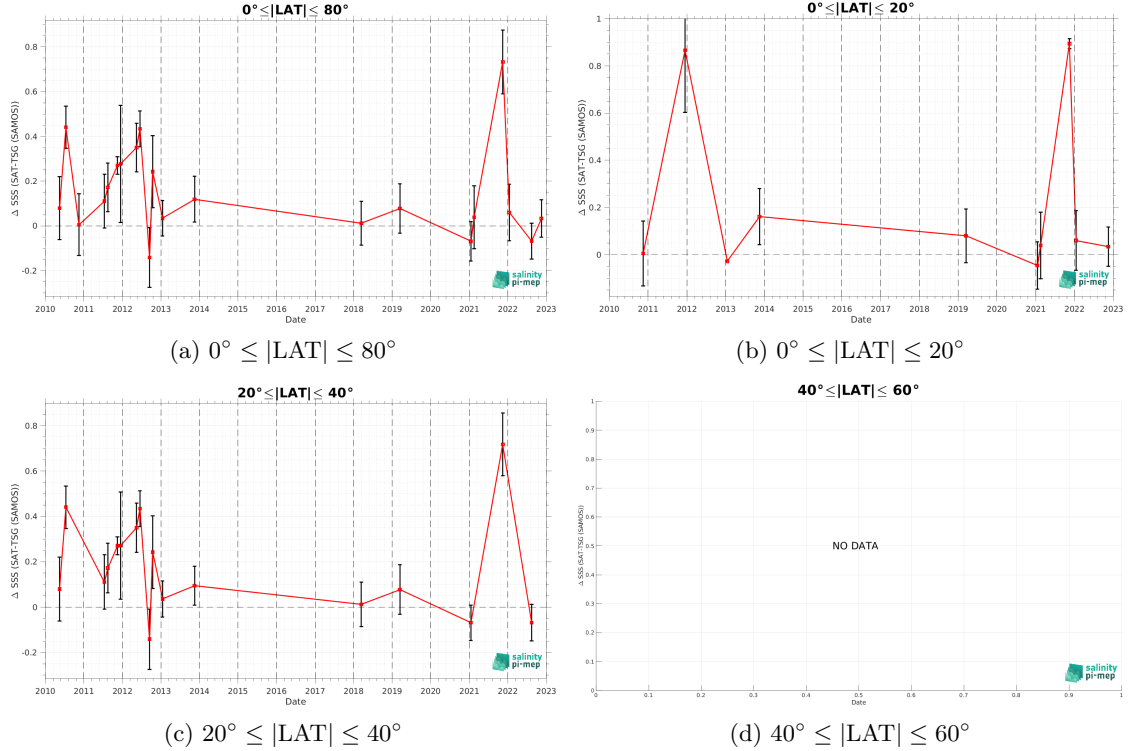 0°≤|LAT|≤ 80°
Δ SSS (SAT-TSG (SAMOS))
0.8
0.6
0.4
0.2
0
-0.2
2010 2011 2012 2013 2014 2015 2016 2017 2018 2019 2020 2021 2022 2023
Date
salinity
pi-mep
(a) 0° ≤ |LAT| ≤ 80°
0°≤|LAT|≤ 20°
Δ SSS (SAT-TSG (SAMOS))
1
0.8
0.6
0.4
0.2
0
2010 2011 2012 2013 2014 2015 2016 2017 2018 2019 2020 2021 2022 2023
Date
salinity
pi-mep
(b) 0° ≤ |LAT| ≤ 20°
20°≤|LAT|≤ 40°
Δ SSS (SAT-TSG (SAMOS))
0.8
0.6
0.4
0.2
0
-0.2
2010 2011 2012 2013 2014 2015 2016 2017 2018 2019 2020 2021 2022 2023
Date
salinity
pi-mep
(c) 20° ≤ |LAT| ≤ 40°
40°≤|LAT|≤ 60°
Δ SSS (SAT-TSG (SAMOS))
1
0.9
0.8
0.7
0.6
0.5
0.4
0.3
0.2
0.1
0
NO DATA
0 0.1 0.2 0.3 0.4 0.5 0.6 0.7 0.8 0.9 1
Date
salinity
pi-mep
(d) 40° ≤ |LAT| ≤ 60°